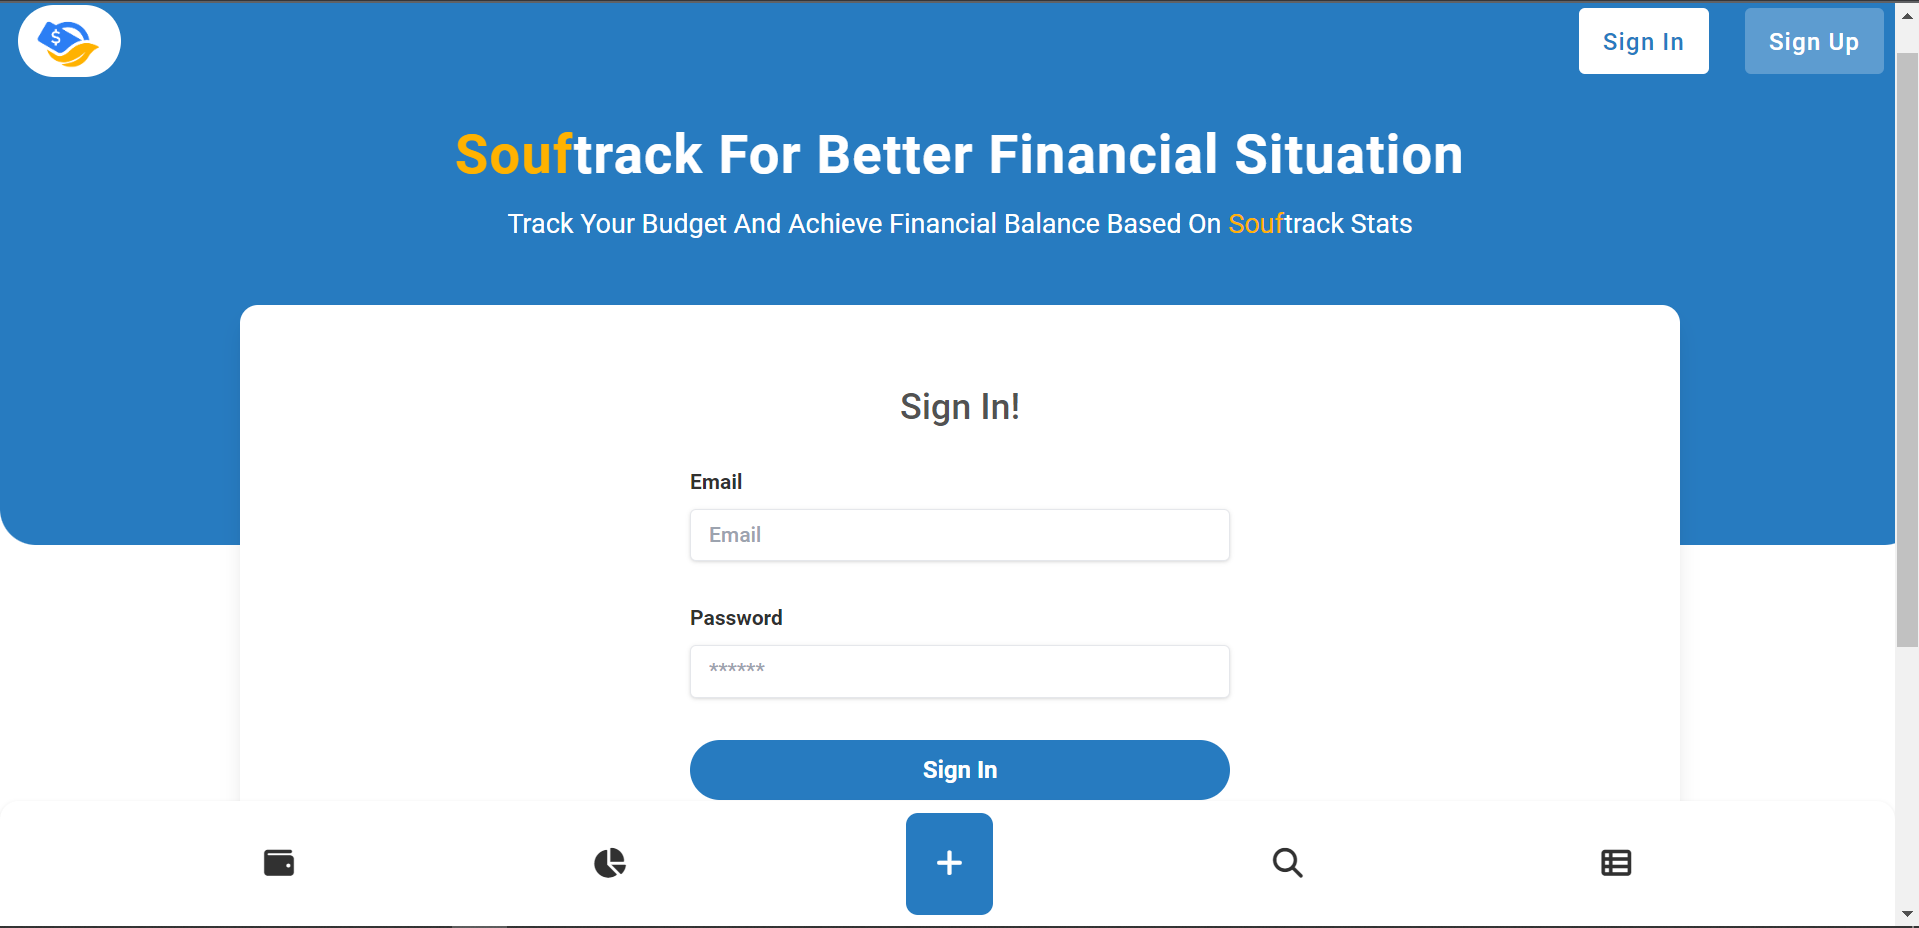 $
Sign In
Sign Up
Souftrack For Better Financial Situation
Track Your Budget And Achieve Financial Balance Based On Souftrack Stats
Sign In!
Email
Email
Password
******
Sign In
+